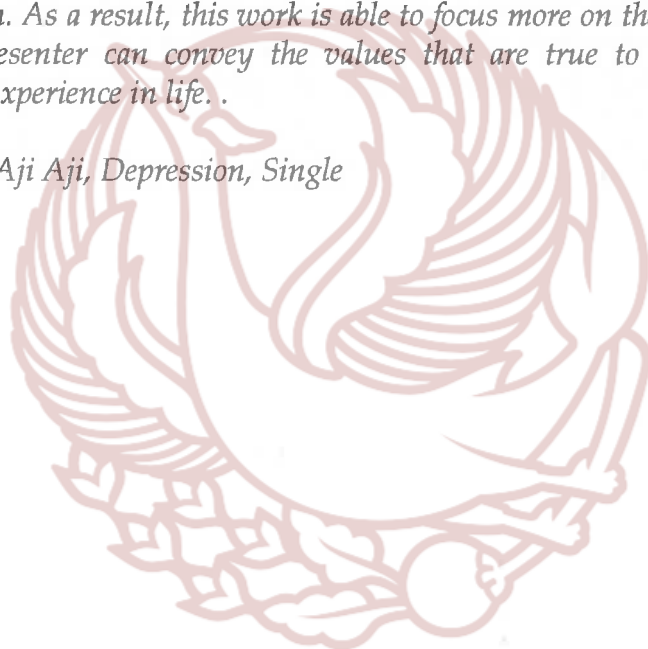 . As a result, this work is able to focus more on th
esenter can convey the values that are true to
xperience in life. .
Aji Aji, Depression, Single